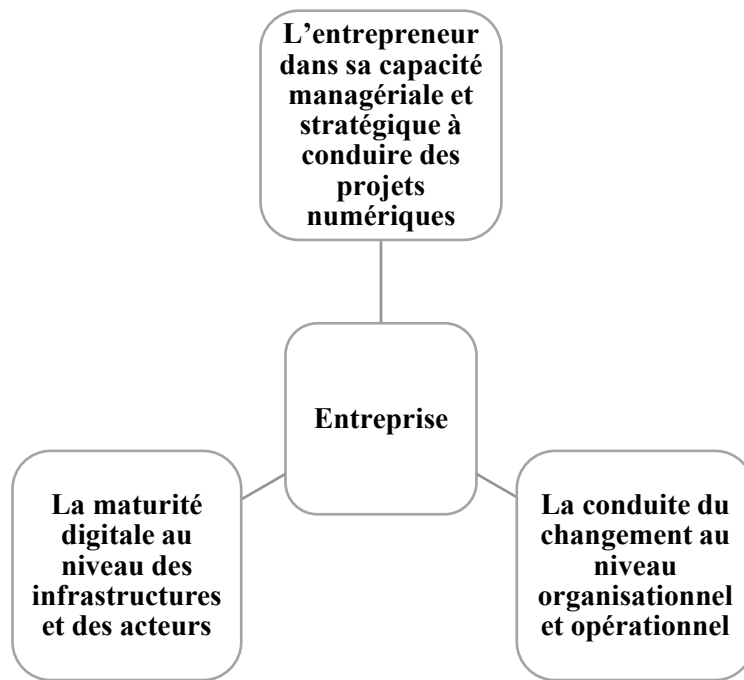 L’entrepreneur
dans sa capacité
managériale et
stratégique à
conduire des
projets
numériques
Entreprise
La maturité
digitale au
niveau des
infrastructures
et des acteurs
La conduite du
changement au
niveau
organisationnel
et opérationnel